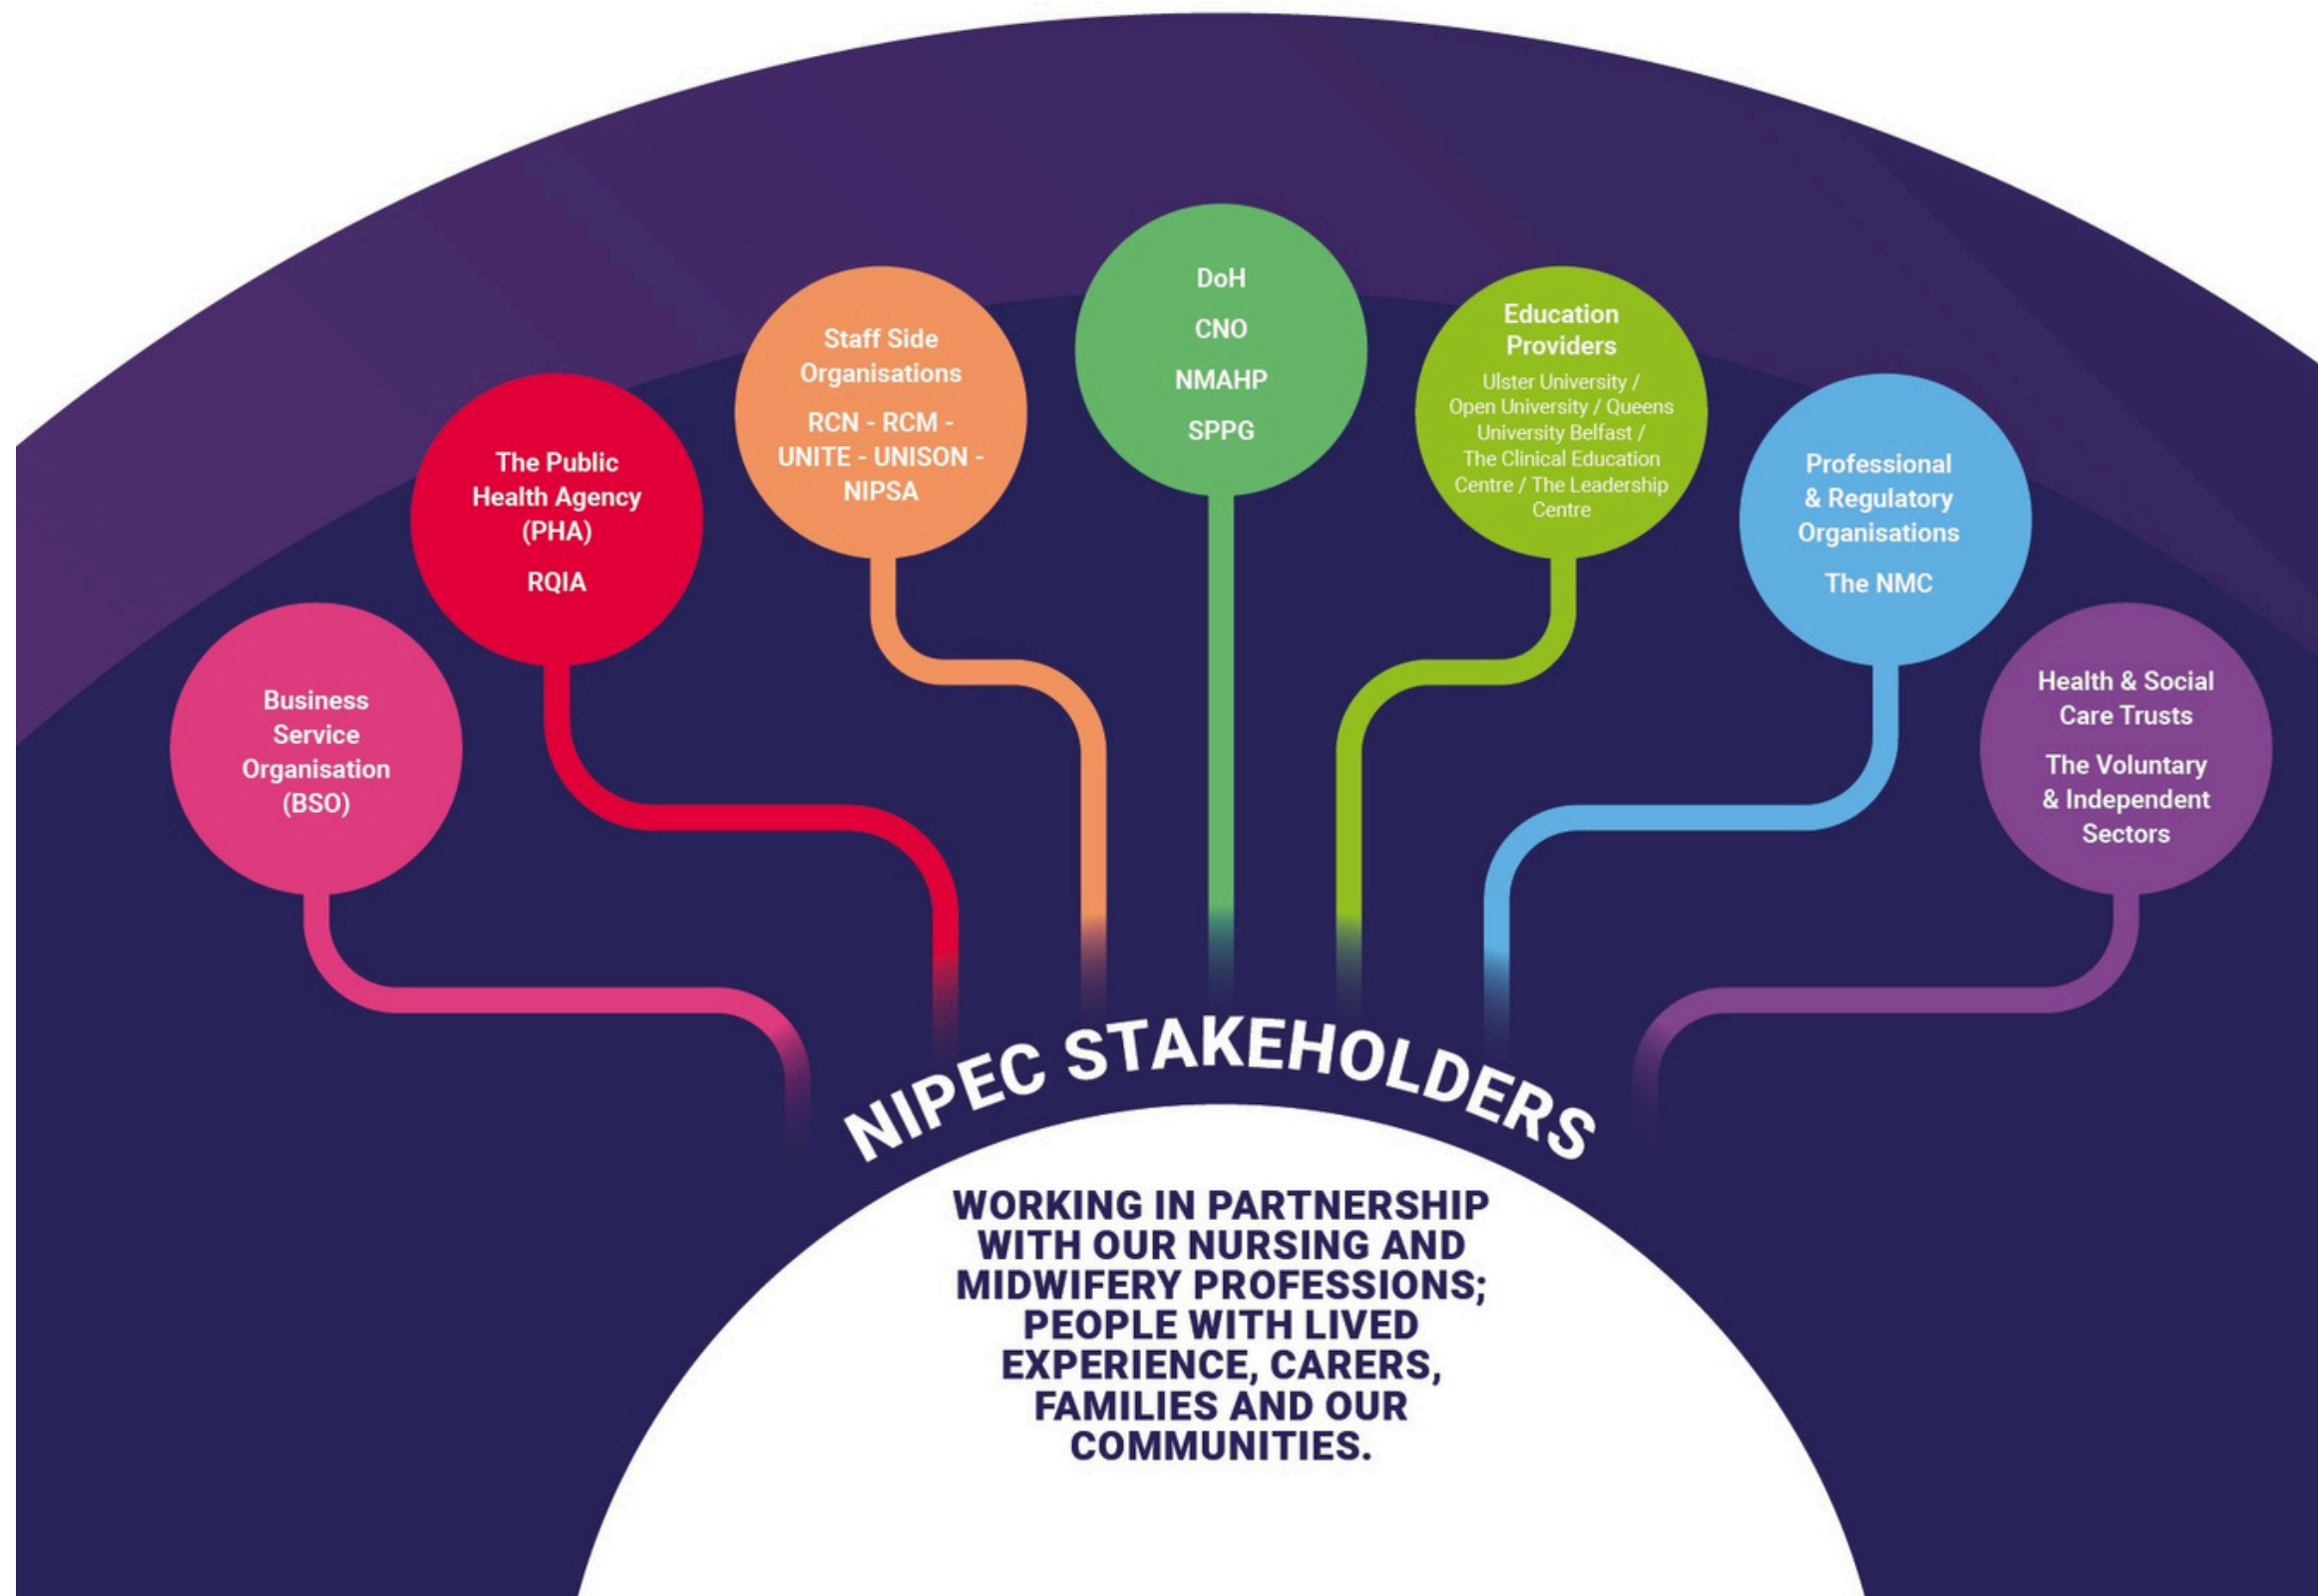 Business
Service
Organisation
(BSO)
The Public
Health Agency
(PHA)
RQIA
Staff Side
Organisations
RCN - RCM -
UNITE - UNISON -
NIPSA
DoH
CNO
NMAHP
SPPG
Education
Providers
Ulster University /
Open University / Queens
University Belfast /
The Clinical Education
Centre / The Leadership
Centre
Professional
& Regulatory
Organisations
The NMC
Health & Social
Care Trusts
The Voluntary
& Independent
Sectors
NIPEC STAKEHOLDERS
WORKING IN PARTNERSHIP
WITH OUR NURSING AND
MIDWIFERY PROFESSIONS;
PEOPLE WITH LIVED
EXPERIENCE, CARERS,
FAMILIES AND OUR
COMMUNITIES.